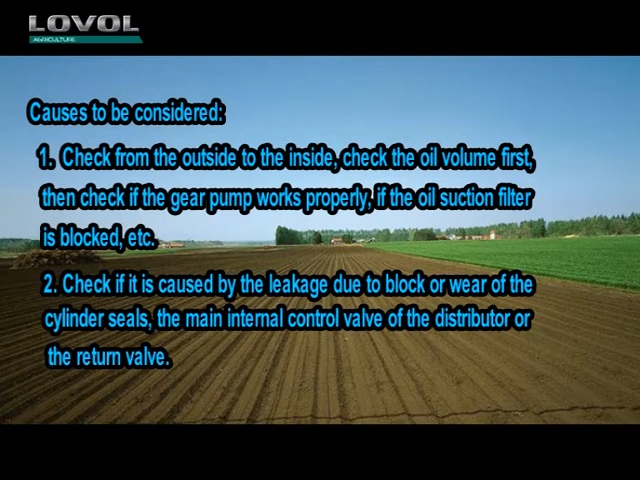 LOVOL
AGRICULTURE
Causes to be considered:
1. Check from the outside to the inside, check the oil volume first,
then check if the gear pump works properly, if the oil suction filter
is blocked, etc.
2. Check if it is caused by the leakage due to block or wear of the
cylinder seals, the main internal control valve of the distributor or
the return valve.